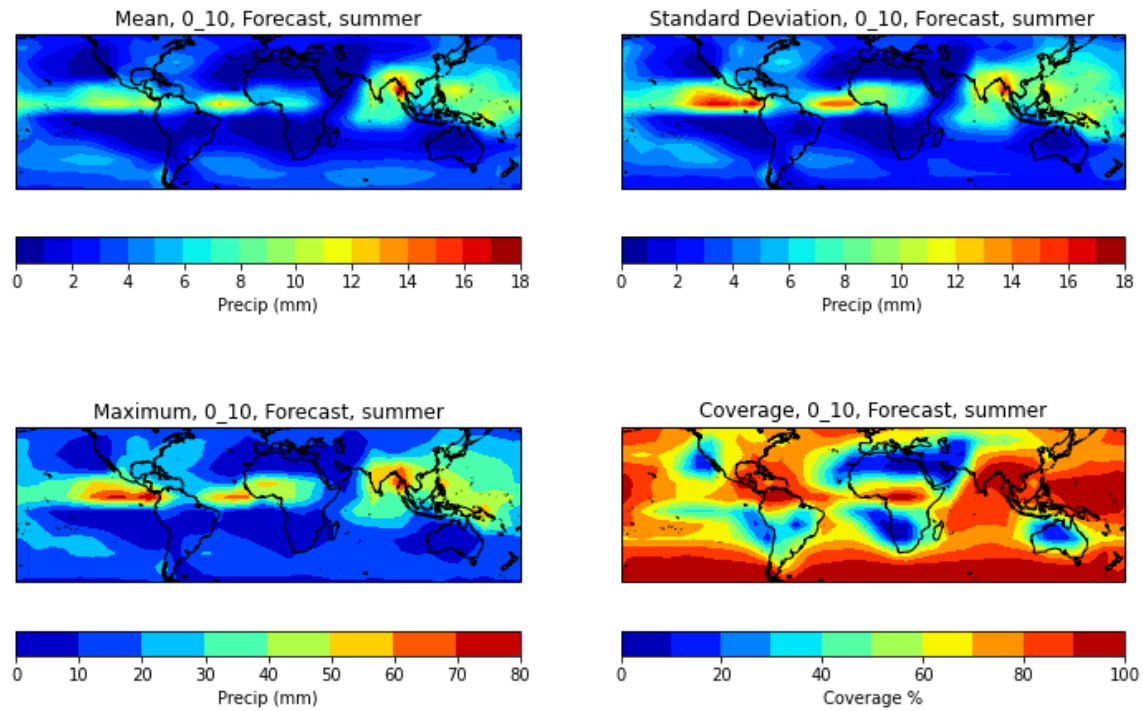 Mean, 0_10, Forecast, summer
Standard Deviation, 0_10, Forecast, summer
0 2 4 6 8 10 12 14 16 18
Precip (mm)
0 2 4 6 8 10 12 14 16 18
Precip (mm)
Maximum, 0_10, Forecast, summer
Coverage, 0_10, Forecast, summer
0 10 20 30 40 50 60 70 80
Precip (mm)
0 20 40 60 80 100
Coverage %